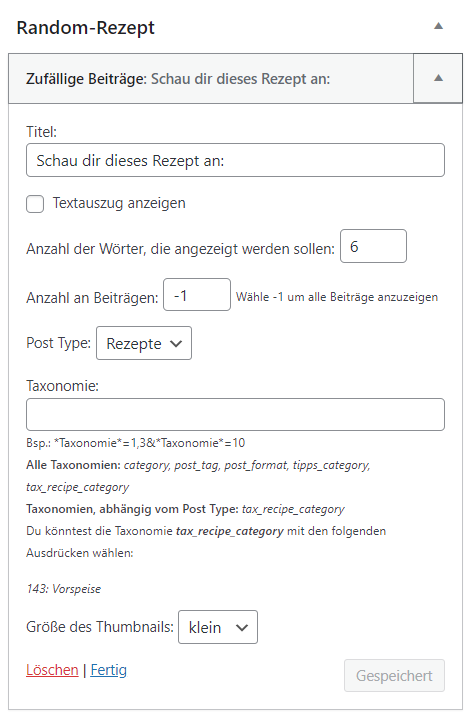 Random-Rezept
Zufällige Beiträge: Schau dir dieses Rezept an:
Titel:
Schau dir dieses Rezept an:
Textauszug anzeigen
Anzahl der Wörter, die angezeigt werden sollen: 6
Anzahl an Beiträgen: -1 Wähle -1 um alle Beiträge anzuzeigen
Post Type: Rezepte
Taxonomie:
Bsp.: *Taxonomie*=1,3&*Taxonomie*=10
Alle Taxonomien: category, post_tag, post_format, tipps_category,
tax_recipe_category
Taxonomien, abhängig vom Post Type: tax_recipe_category
Du könntest die Taxonomie tax_recipe_category mit den folgenden
Ausdrücken wählen:
143: Vorspeise
Größe des Thumbnails: klein
Löschen | Fertig Gespeichert